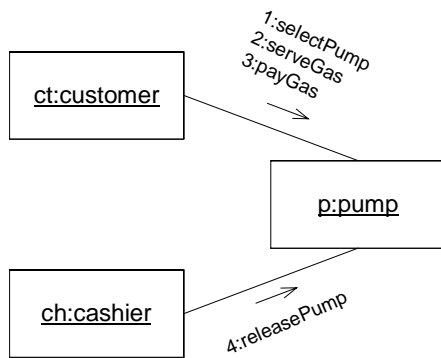 1:selectPump
2:serveGas
3:payGas
ct:customer
p:pump
ch:cashier
4:releasePump